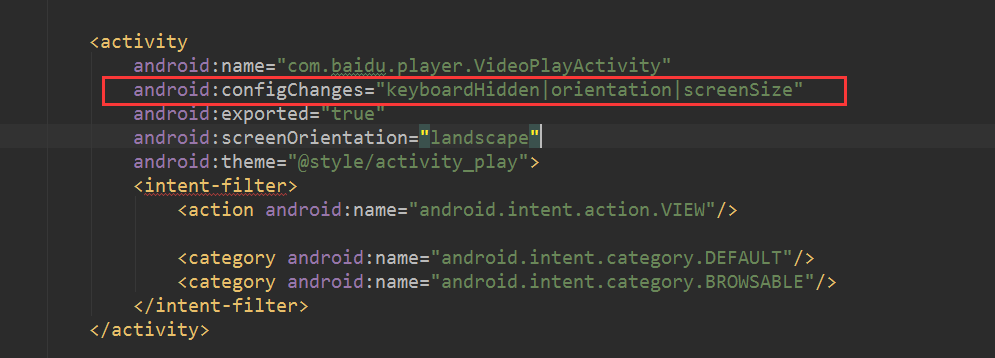 <activity
android:name="com.baidu.player.VideoPlayActivity"
android:configChanges="keyboardHidden|orientation|screenSize"
android:exported="true"
android:screenOrientation="landscape"
android:theme="@style/activity_play">
<intent-filter>
<action android:name="android.intent.action.VIEW"/>
<category android:name="android.intent.category.DEFAULT"/>
<category android:name="android.intent.category.BROWSABLE"/>
</intent-filter>
</activity>